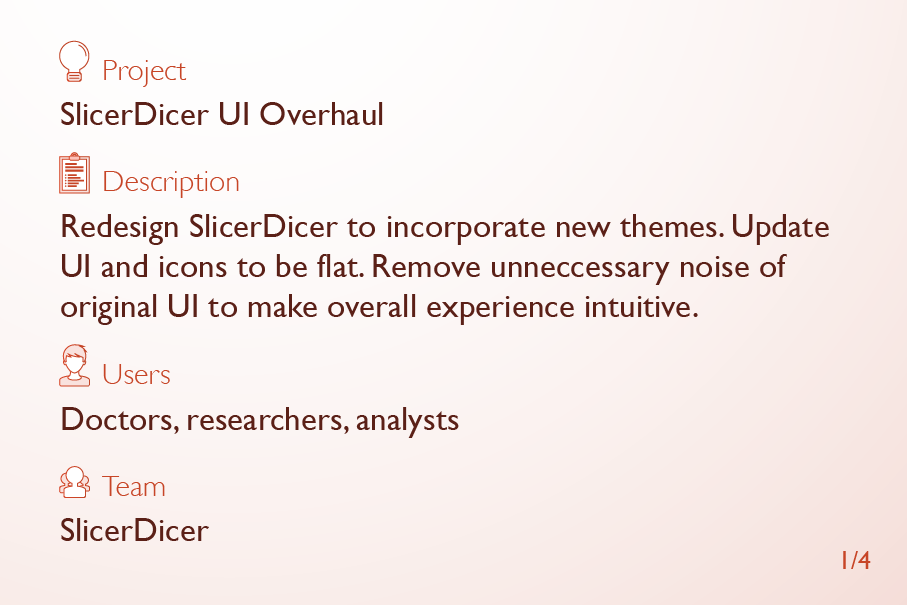 Project
SlicerDicer UI Overhaul
Description
Redesign SlicerDicer to incorporate new themes. Update
UI and icons to be flat. Remove unneccessary noise of
original UI to make overall experience intuitive.
Users
Doctors, researchers, analysts
Team
SlicerDicer
1/4